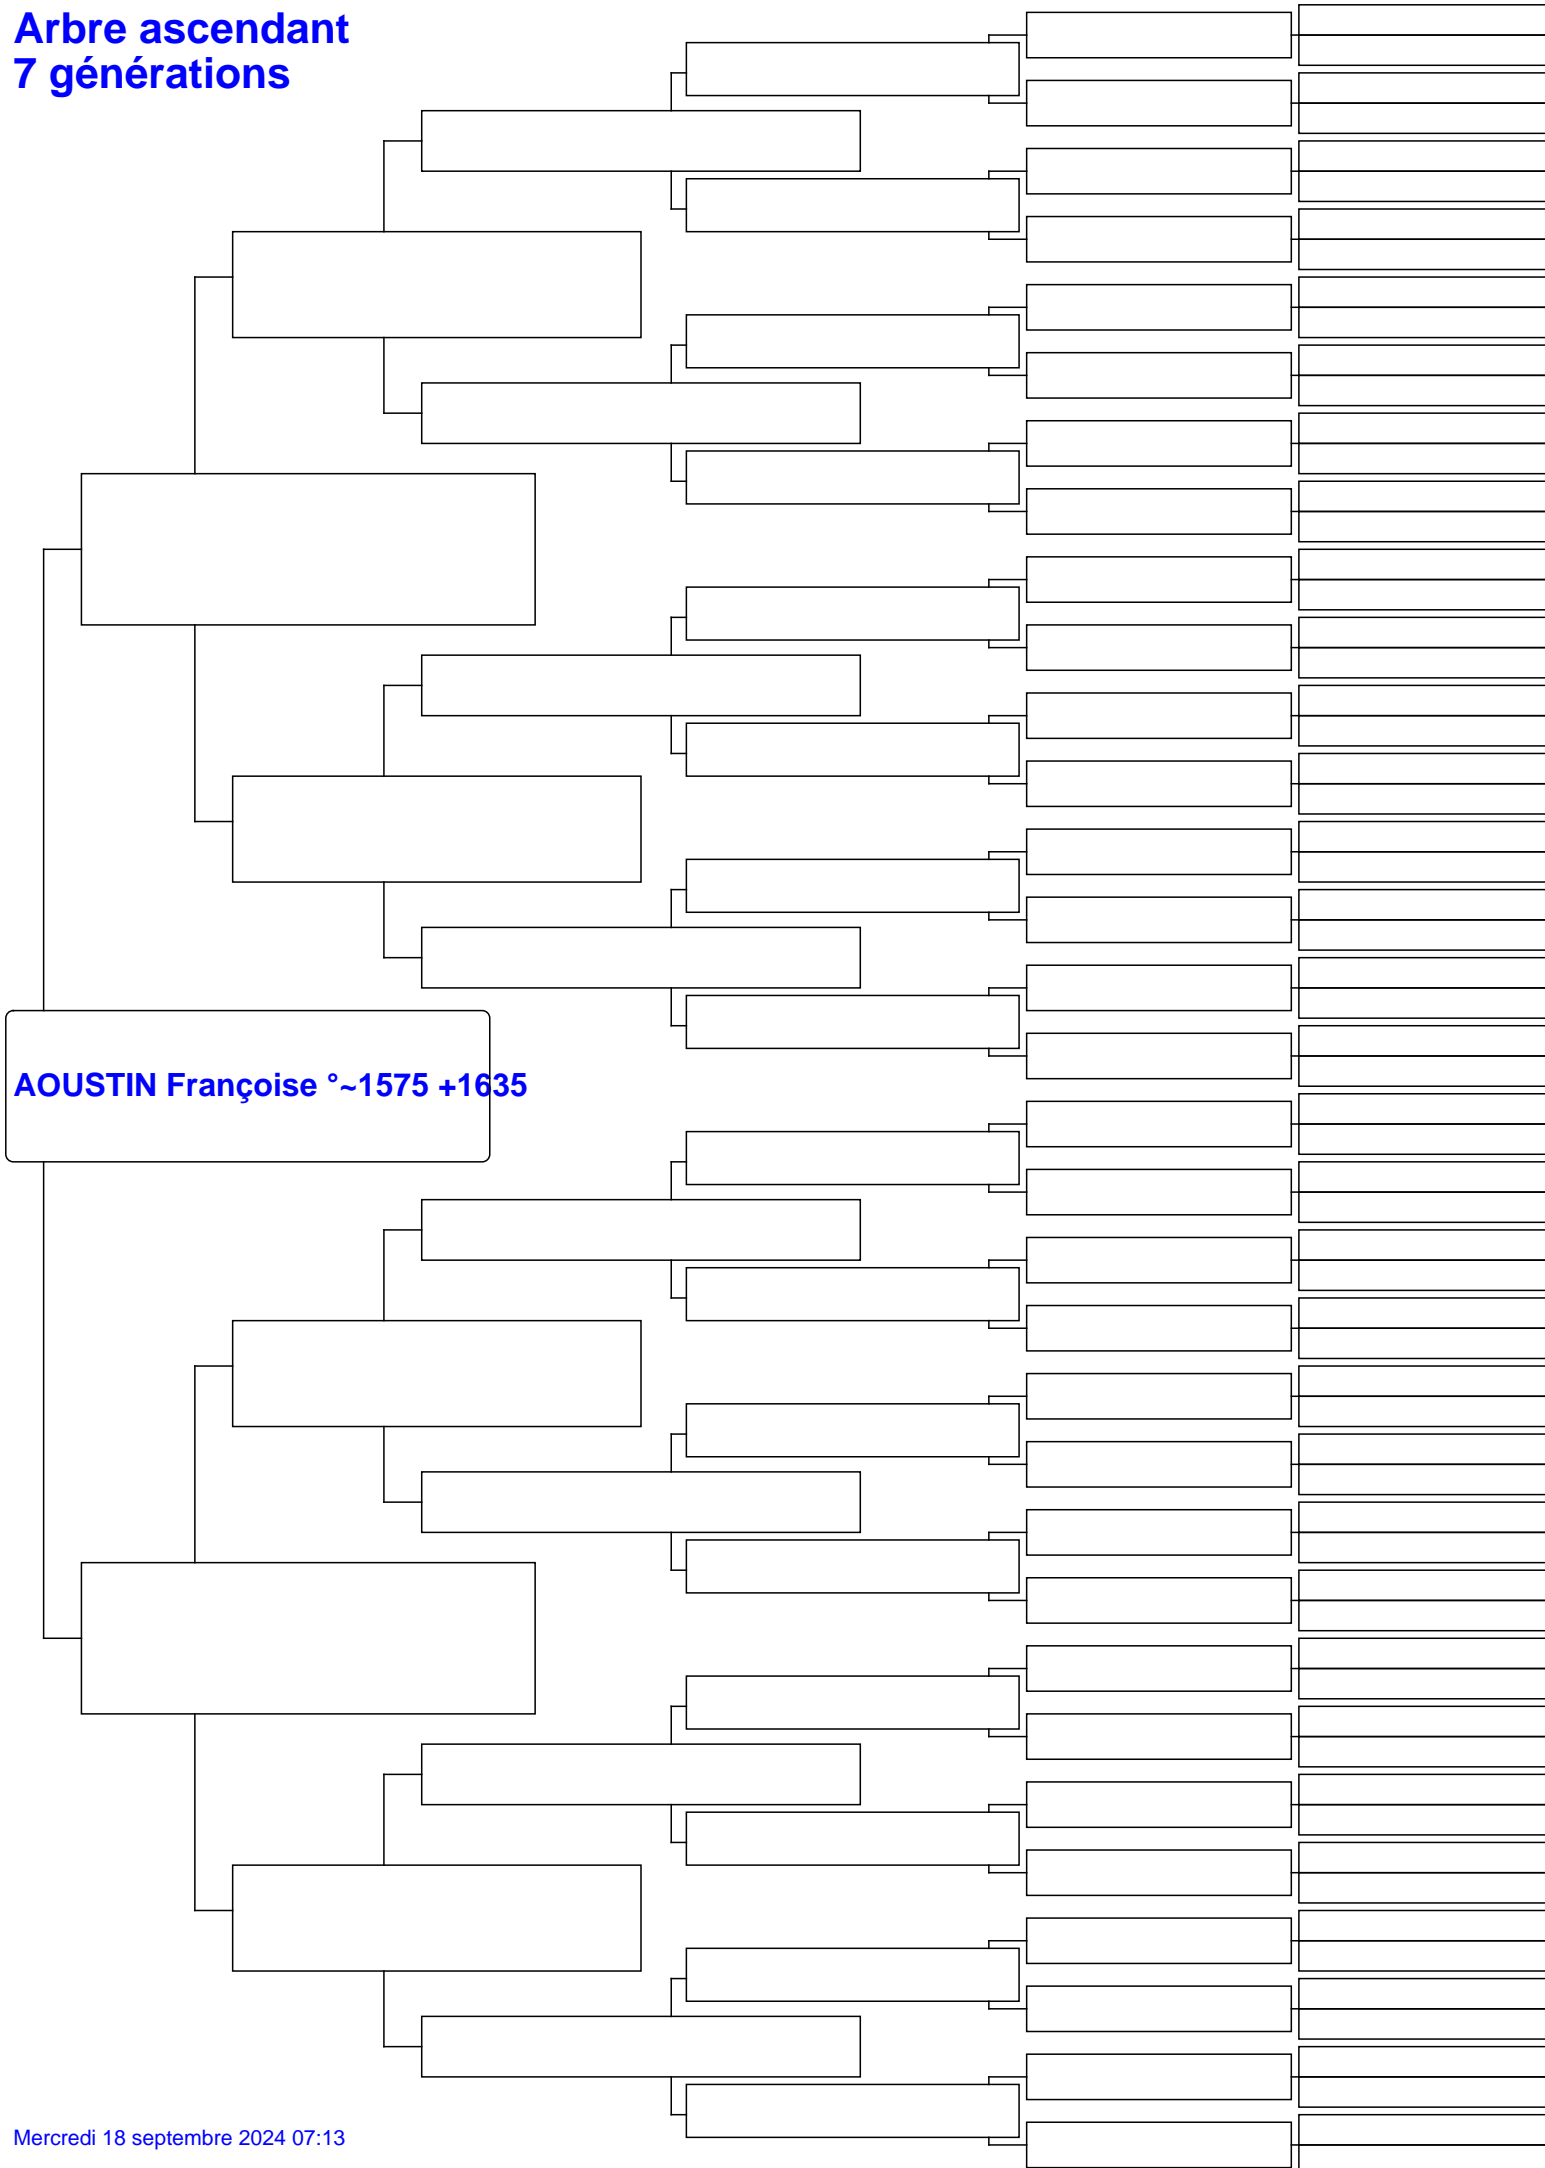 Arbre ascendant
7 générations
AOUSTIN Françoise °~1575 +1635
Mercredi 18 septembre 2024 07:13